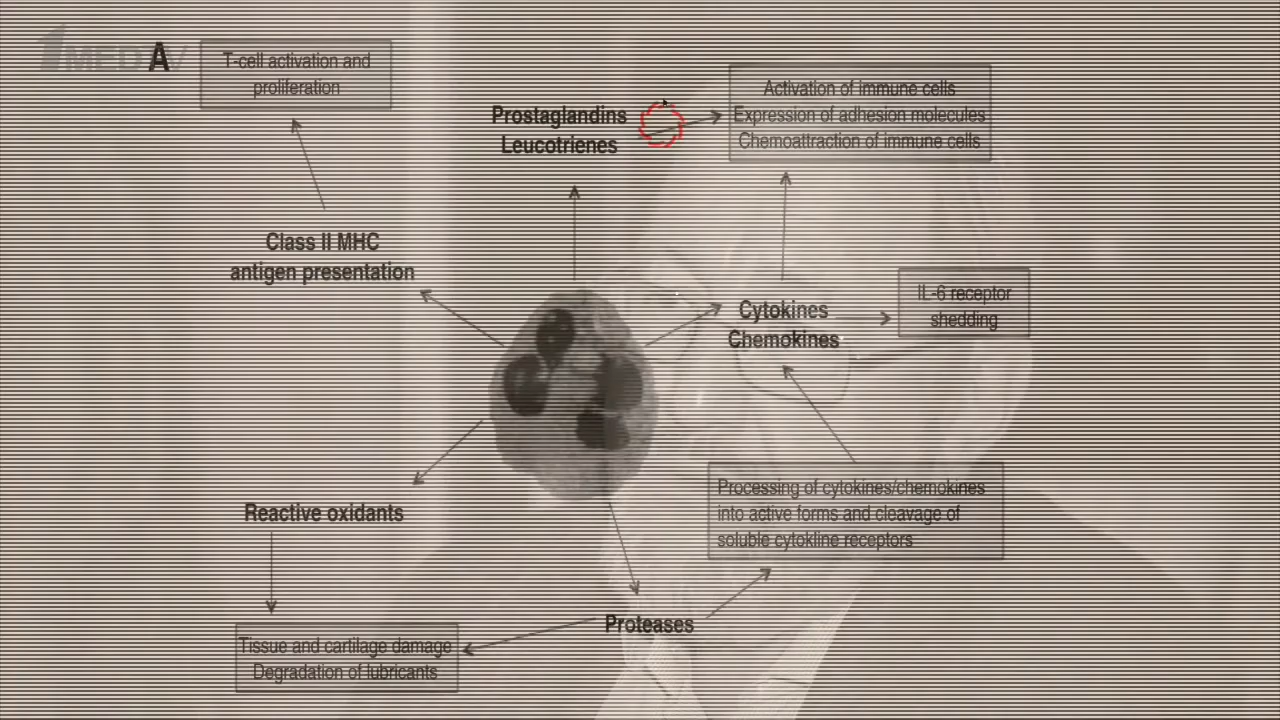 1MEDTV
A
T-cell activation and
proliferation
Prostaglandins
Leucotrienes
Activation of immune cells
Expression of adhesion molecules
Chemoattraction of immune cells
Class II MHC
antigen presentation
Cytokines
Chemokines
IL-6 receptor
shedding
Reactive oxidants
Processing of cytokines/chemokines
into active forms and cleavage of
soluble cytokline receptors
Proteases
Tissue and cartilage damage
Degradation of lubricants